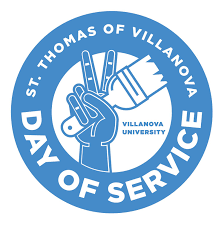 ST. THOMAS OF VILLANOVA
VILLANOVA
UNIVERSITY
DAY OF SERVICE